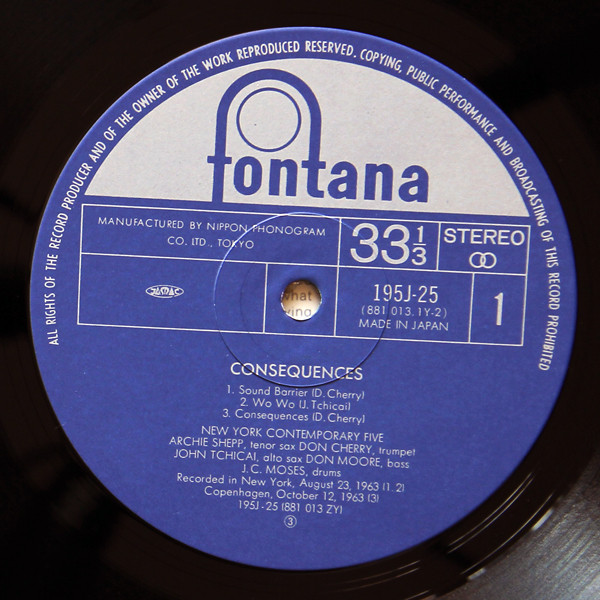 ALL RIGHTS OF THE RECORD PRODUCER AND OF THE OWNER OF THE WORK REPRODUCED RESERVED. COPYING, PUBLIC PERFORMANCE AND BROADCASTING OF THIS RECORD PROHIBITED
fontana
MANUFACTURED BY NIPPON PHONOGRAM
CO. LTD., TOKYO
33 1/3
STEREO
JASRAC
what
ing
195J-25
(881 013.1Y-2)
MADE IN JAPAN
1
CONSEQUENCES
1. Sound Barrier (D. Cherry)
2. Wo Wo (J. Tchicai)
3. Consequences (D. Cherry)
NEW YORK CONTEMPORARY FIVE
ARCHIE SHEPP, tenor sax DON CHERRY, trumpet
JOHN TCHICAI, alto sax DON MOORE, bass
J.C. MOSES, drums
Recorded in New York, August 23, 1963 (1. 2)
Copenhagen, October 12, 1963 (3)
195J-25 (881 013 ZY)
③